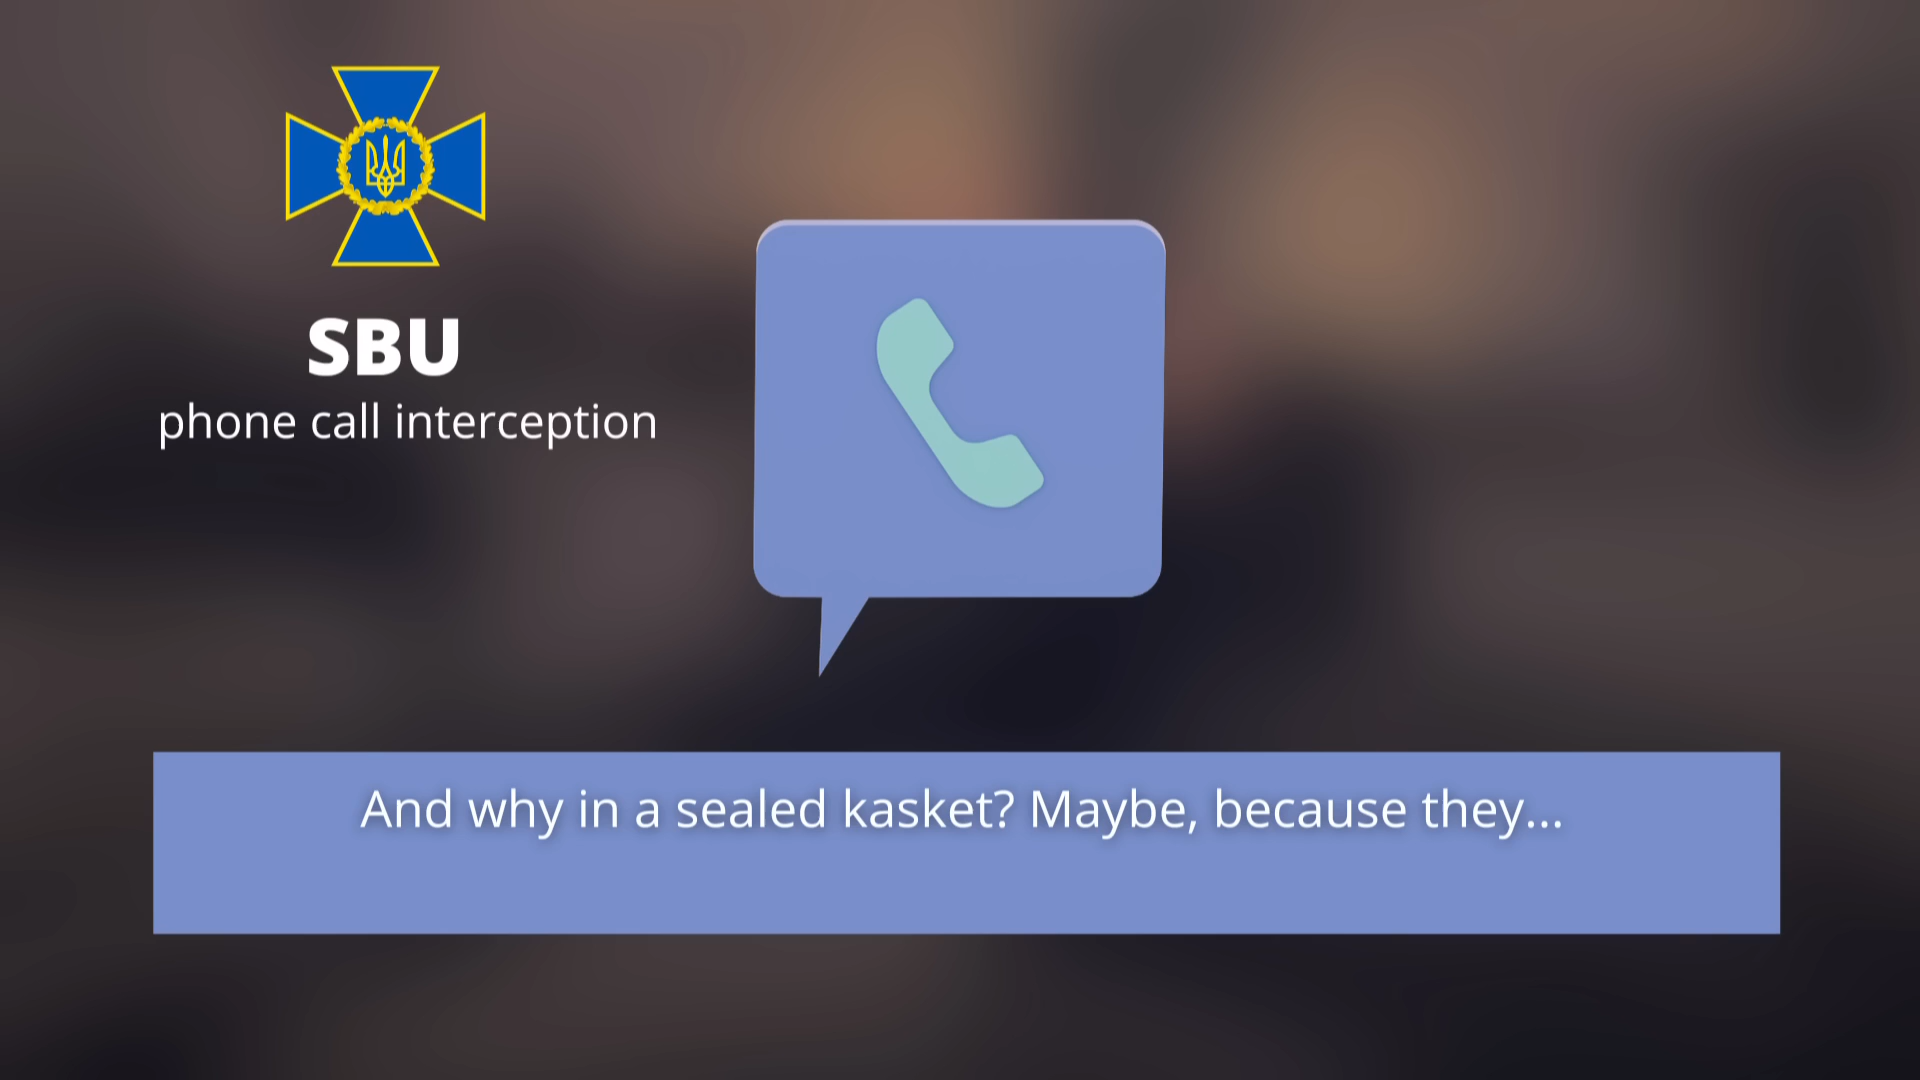 SBU
phone call interception
And why in a sealed kasket? Maybe, because they...